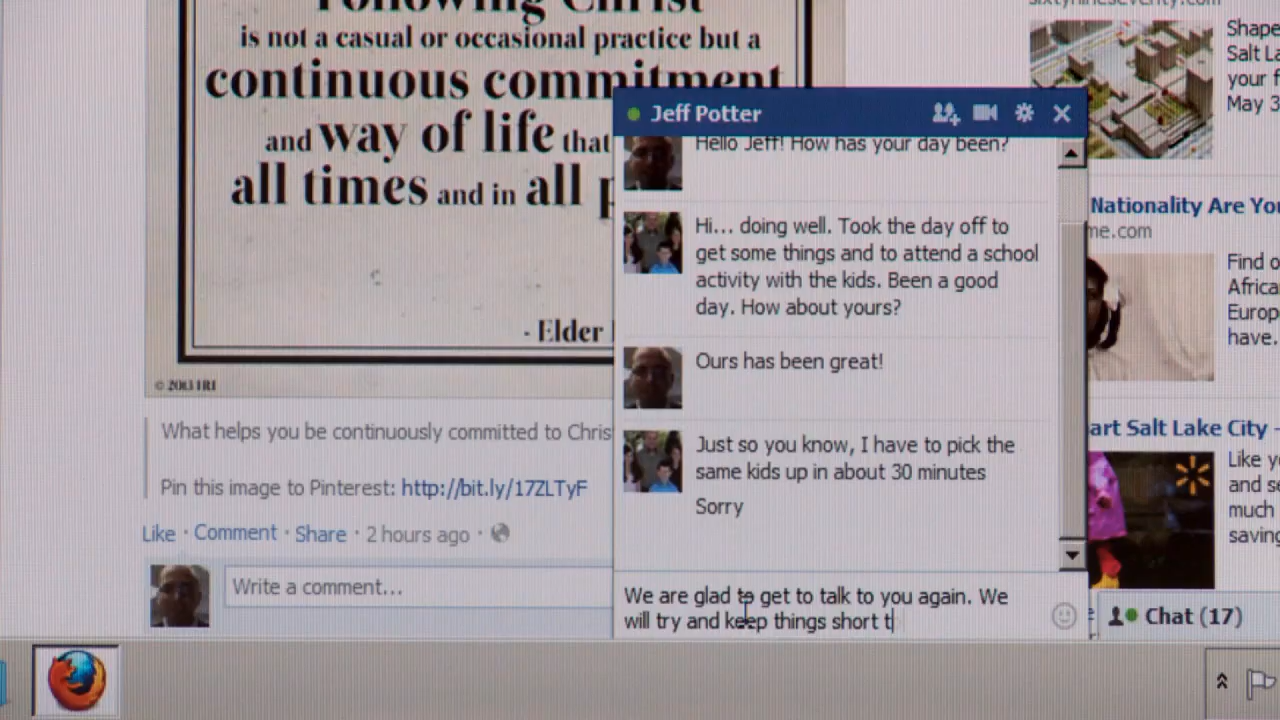 Following Christ
is not a casual or occasional practice but a
continuous commitment
and way of life that
all times and in all
- Elder
© 2013 IRI
What helps you be continuously committed to Chris
Pin this image to Pinterest: http://bit.ly/17ZLTyF
Like · Comment · Share · 2 hours ago ·
Write a comment...
Jeff Potter
Hello Jeff! How has your day been?
Hi... doing well. Took the day off to
get some things and to attend a school
activity with the kids. Been a good
day. How about yours?
Ours has been great!
Just so you know, I have to pick the
same kids up in about 30 minutes
Sorry
We are glad to get to talk to you again. We
will try and keep things short t
Shape
Salt La
your f
May 3
Nationality Are Yo
me.com
Find o
Africa
Europ
have.
art Salt Lake City -
Like y
and se
much
saving
Chat (17)